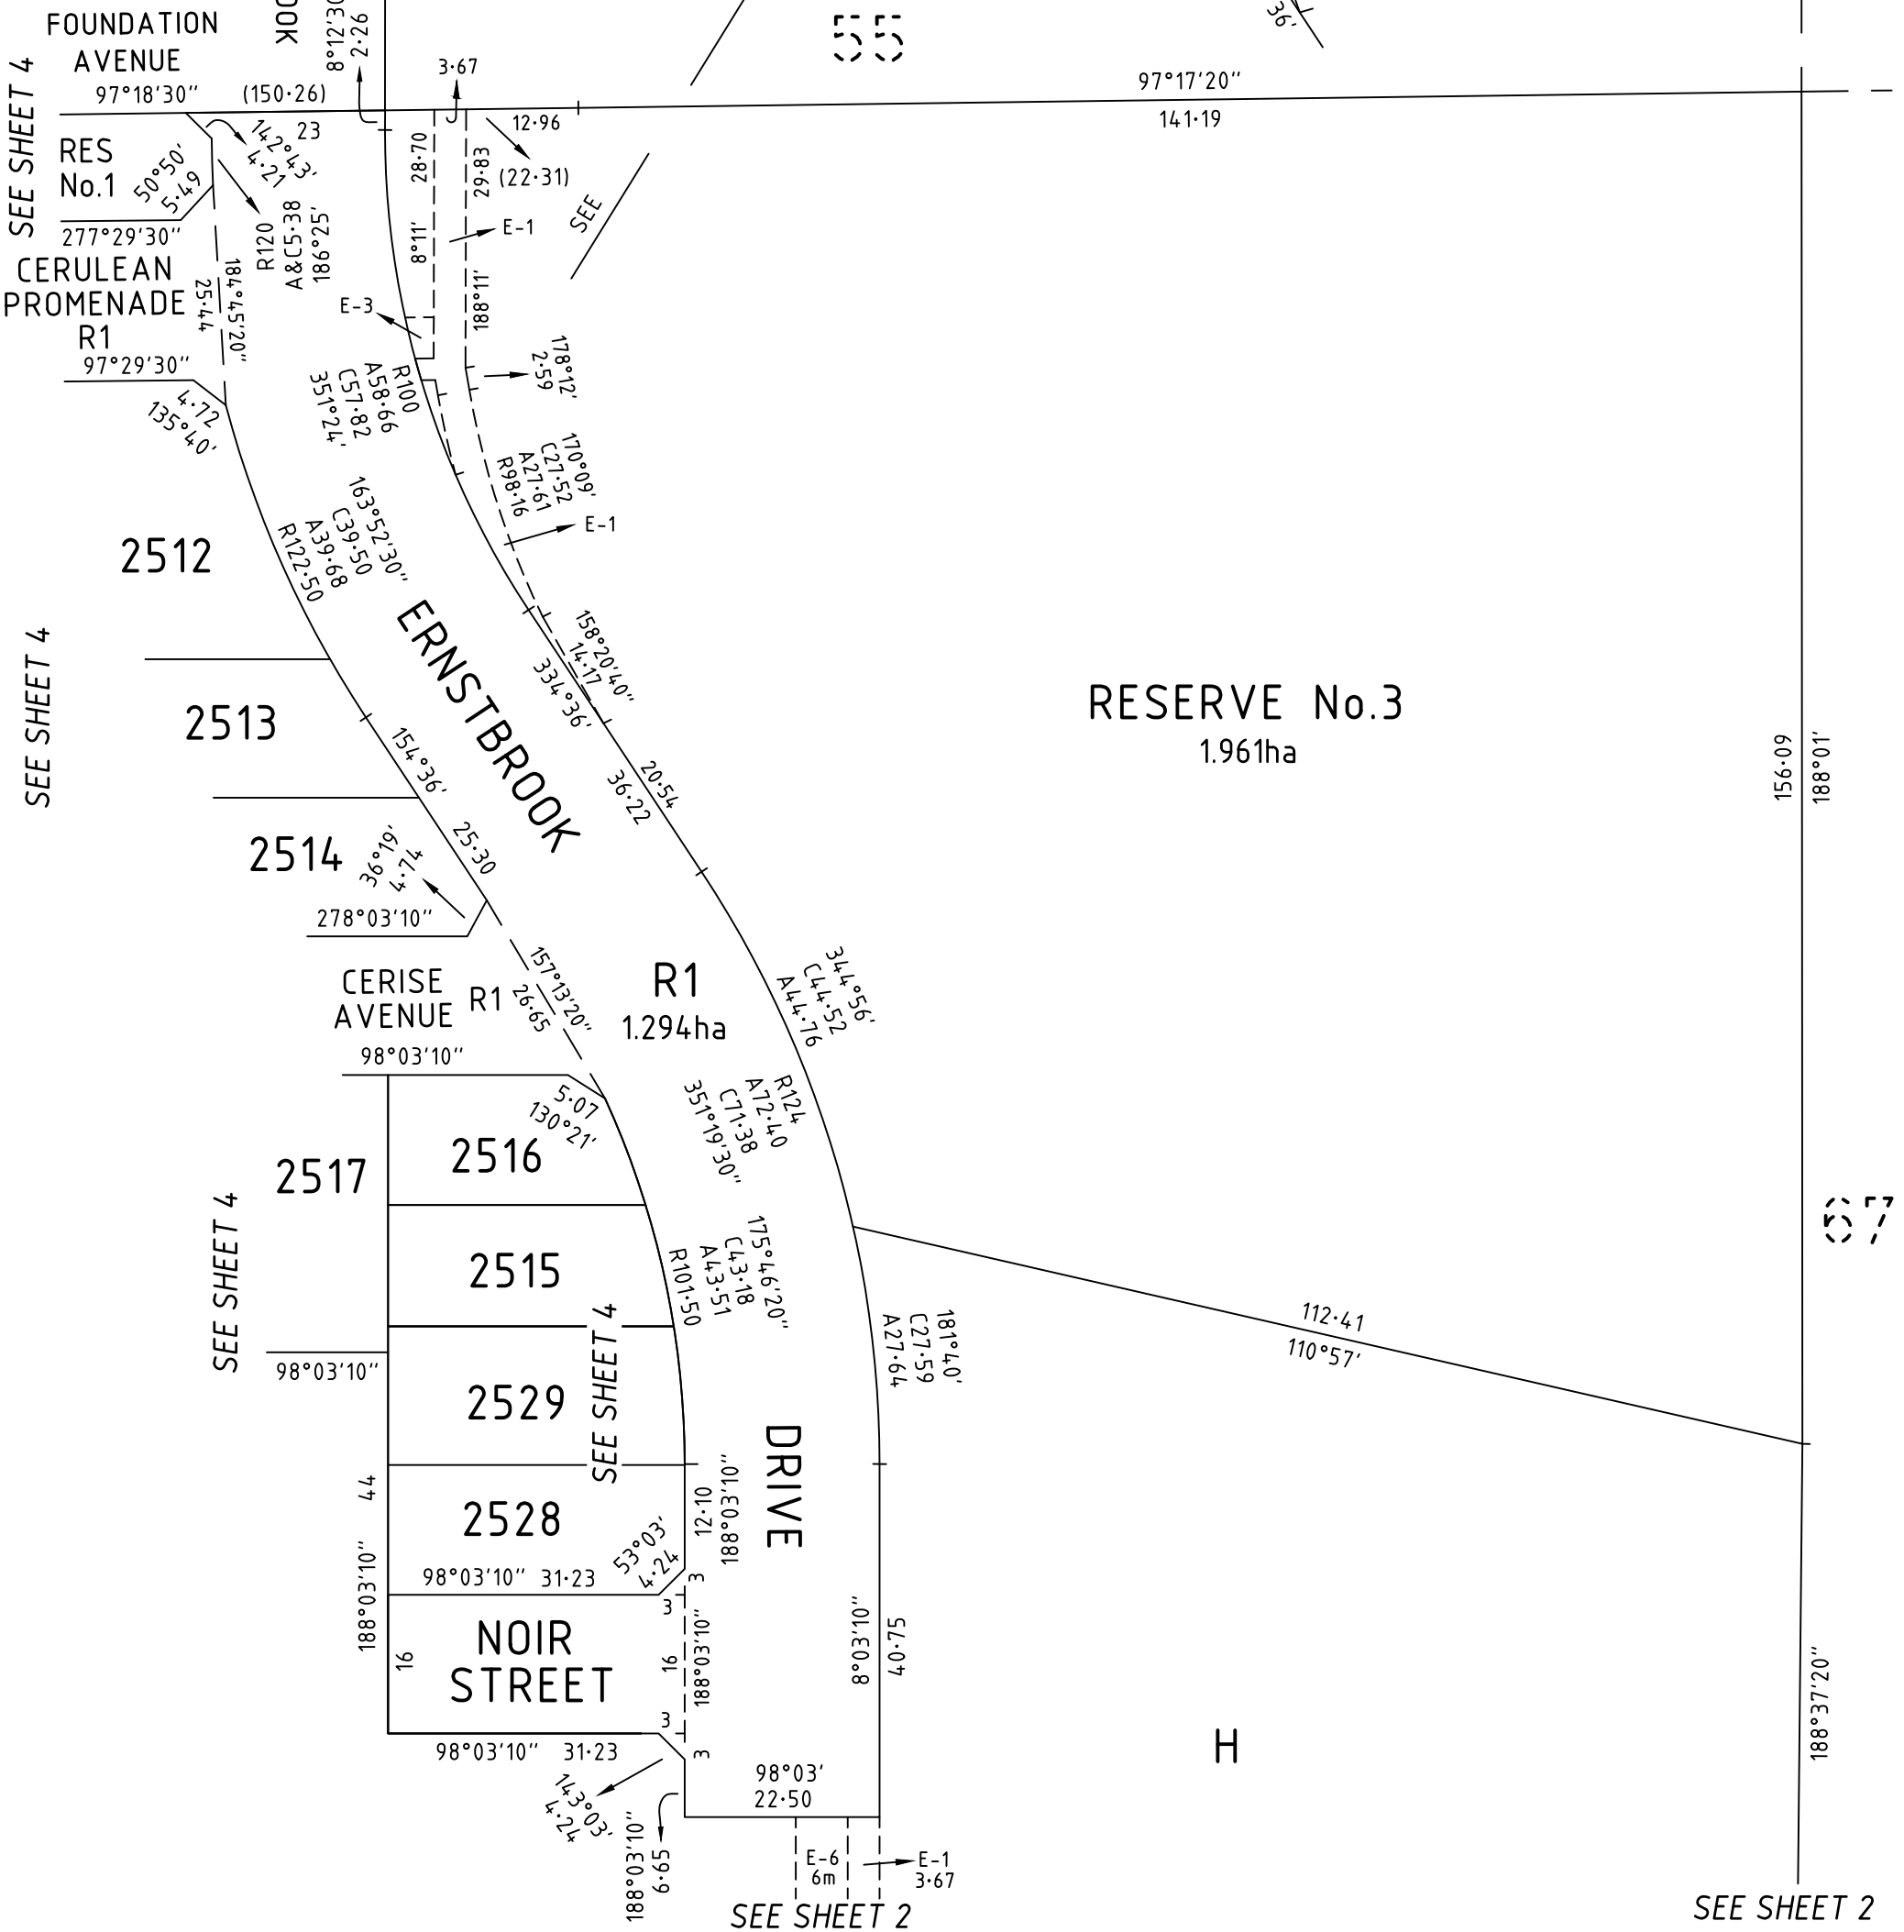 OOK
8°12'30
2·26
FOUNDATION
AVENUE
97°18'30" (150·26)
SEE SHEET 4
3·67
55
36'
97°17'20"
141·19
RES
No.1
50°50'
5·49
277°29'30"
142°43'
4·21
23
R120
A&C5·38
186°25'
28·70
8°11'
29·83
188°11'
12·96
(22·31)
E-1
SEE
CERULEAN
PROMENADE
R1
97°29'30"
184°45'20"
25·44
E-3
4·72
135°40'
R100
A58·66
C57·82
351°24'
178°12'
2·59
170°09'
C27·52
A27·61
R98·16
E-1
2512
163°52'30"
C39·50
A39·68
R122·50
ERNSTBROOK
158°20'40"
14·17
334°36'
20·54
36·22
SEE SHEET 4
2513
154°36'
25·30
2514
36°19'
4·74
278°03'10"
RESERVE No.3
1.961ha
156·09
188°01'
CERISE
AVENUE R1
98°03'10"
157°13'20"
26·65
R1
1.294ha
344°56'
C44·52
A44·76
R124
A72·40
C71·38
351°19'30"
5·07
130°21'
2516
2517
SEE SHEET 4
2515
175°46'20"
C43·18
A43·51
R101·50
67
SEE SHEET 4
112·41
110°57'
181°40'
C27·59
A27·64
98°03'10"
2529
DRIVE
44
188°03'10"
2528
12·10
188°03'10"
53°03'
4·24
98°03'10" 31·23
3
3
NOIR
STREET
16
16
188°03'10"
8°03'10"
40·75
3
3
98°03'10" 31·23
143°03'
4·24
188°03'10"
6·65
98°03'
22·50
H
188°37'20"
E-6
6m
E-1
3·67
SEE SHEET 2
SEE SHEET 2